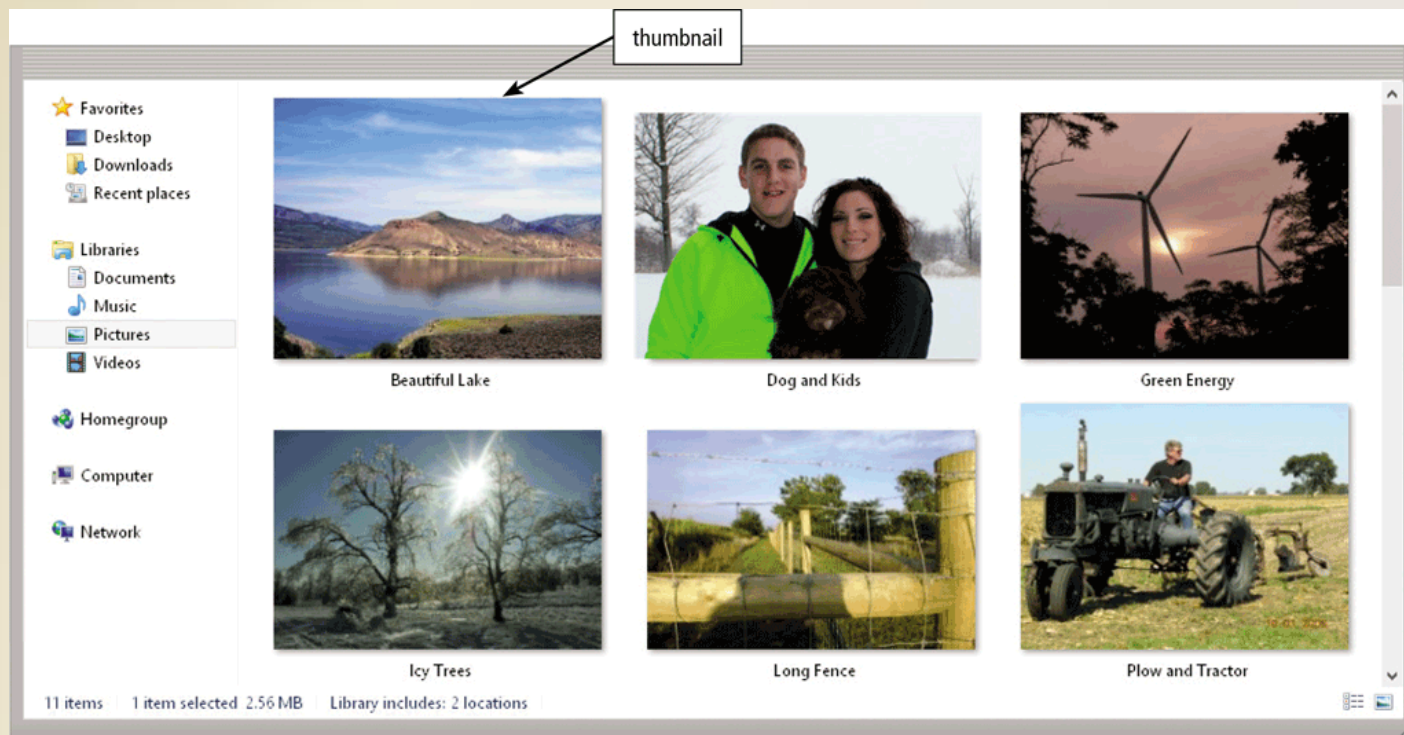 thumbnail
Favorites
Desktop
Downloads
Recent places
Libraries
Documents
Music
Pictures
Videos
Homegroup
Computer
Network
Beautiful Lake
Dog and Kids
Green Energy
Icy Trees
Long Fence
Plow and Tractor
11 items 1 item selected 2.56 MB Library includes: 2 locations